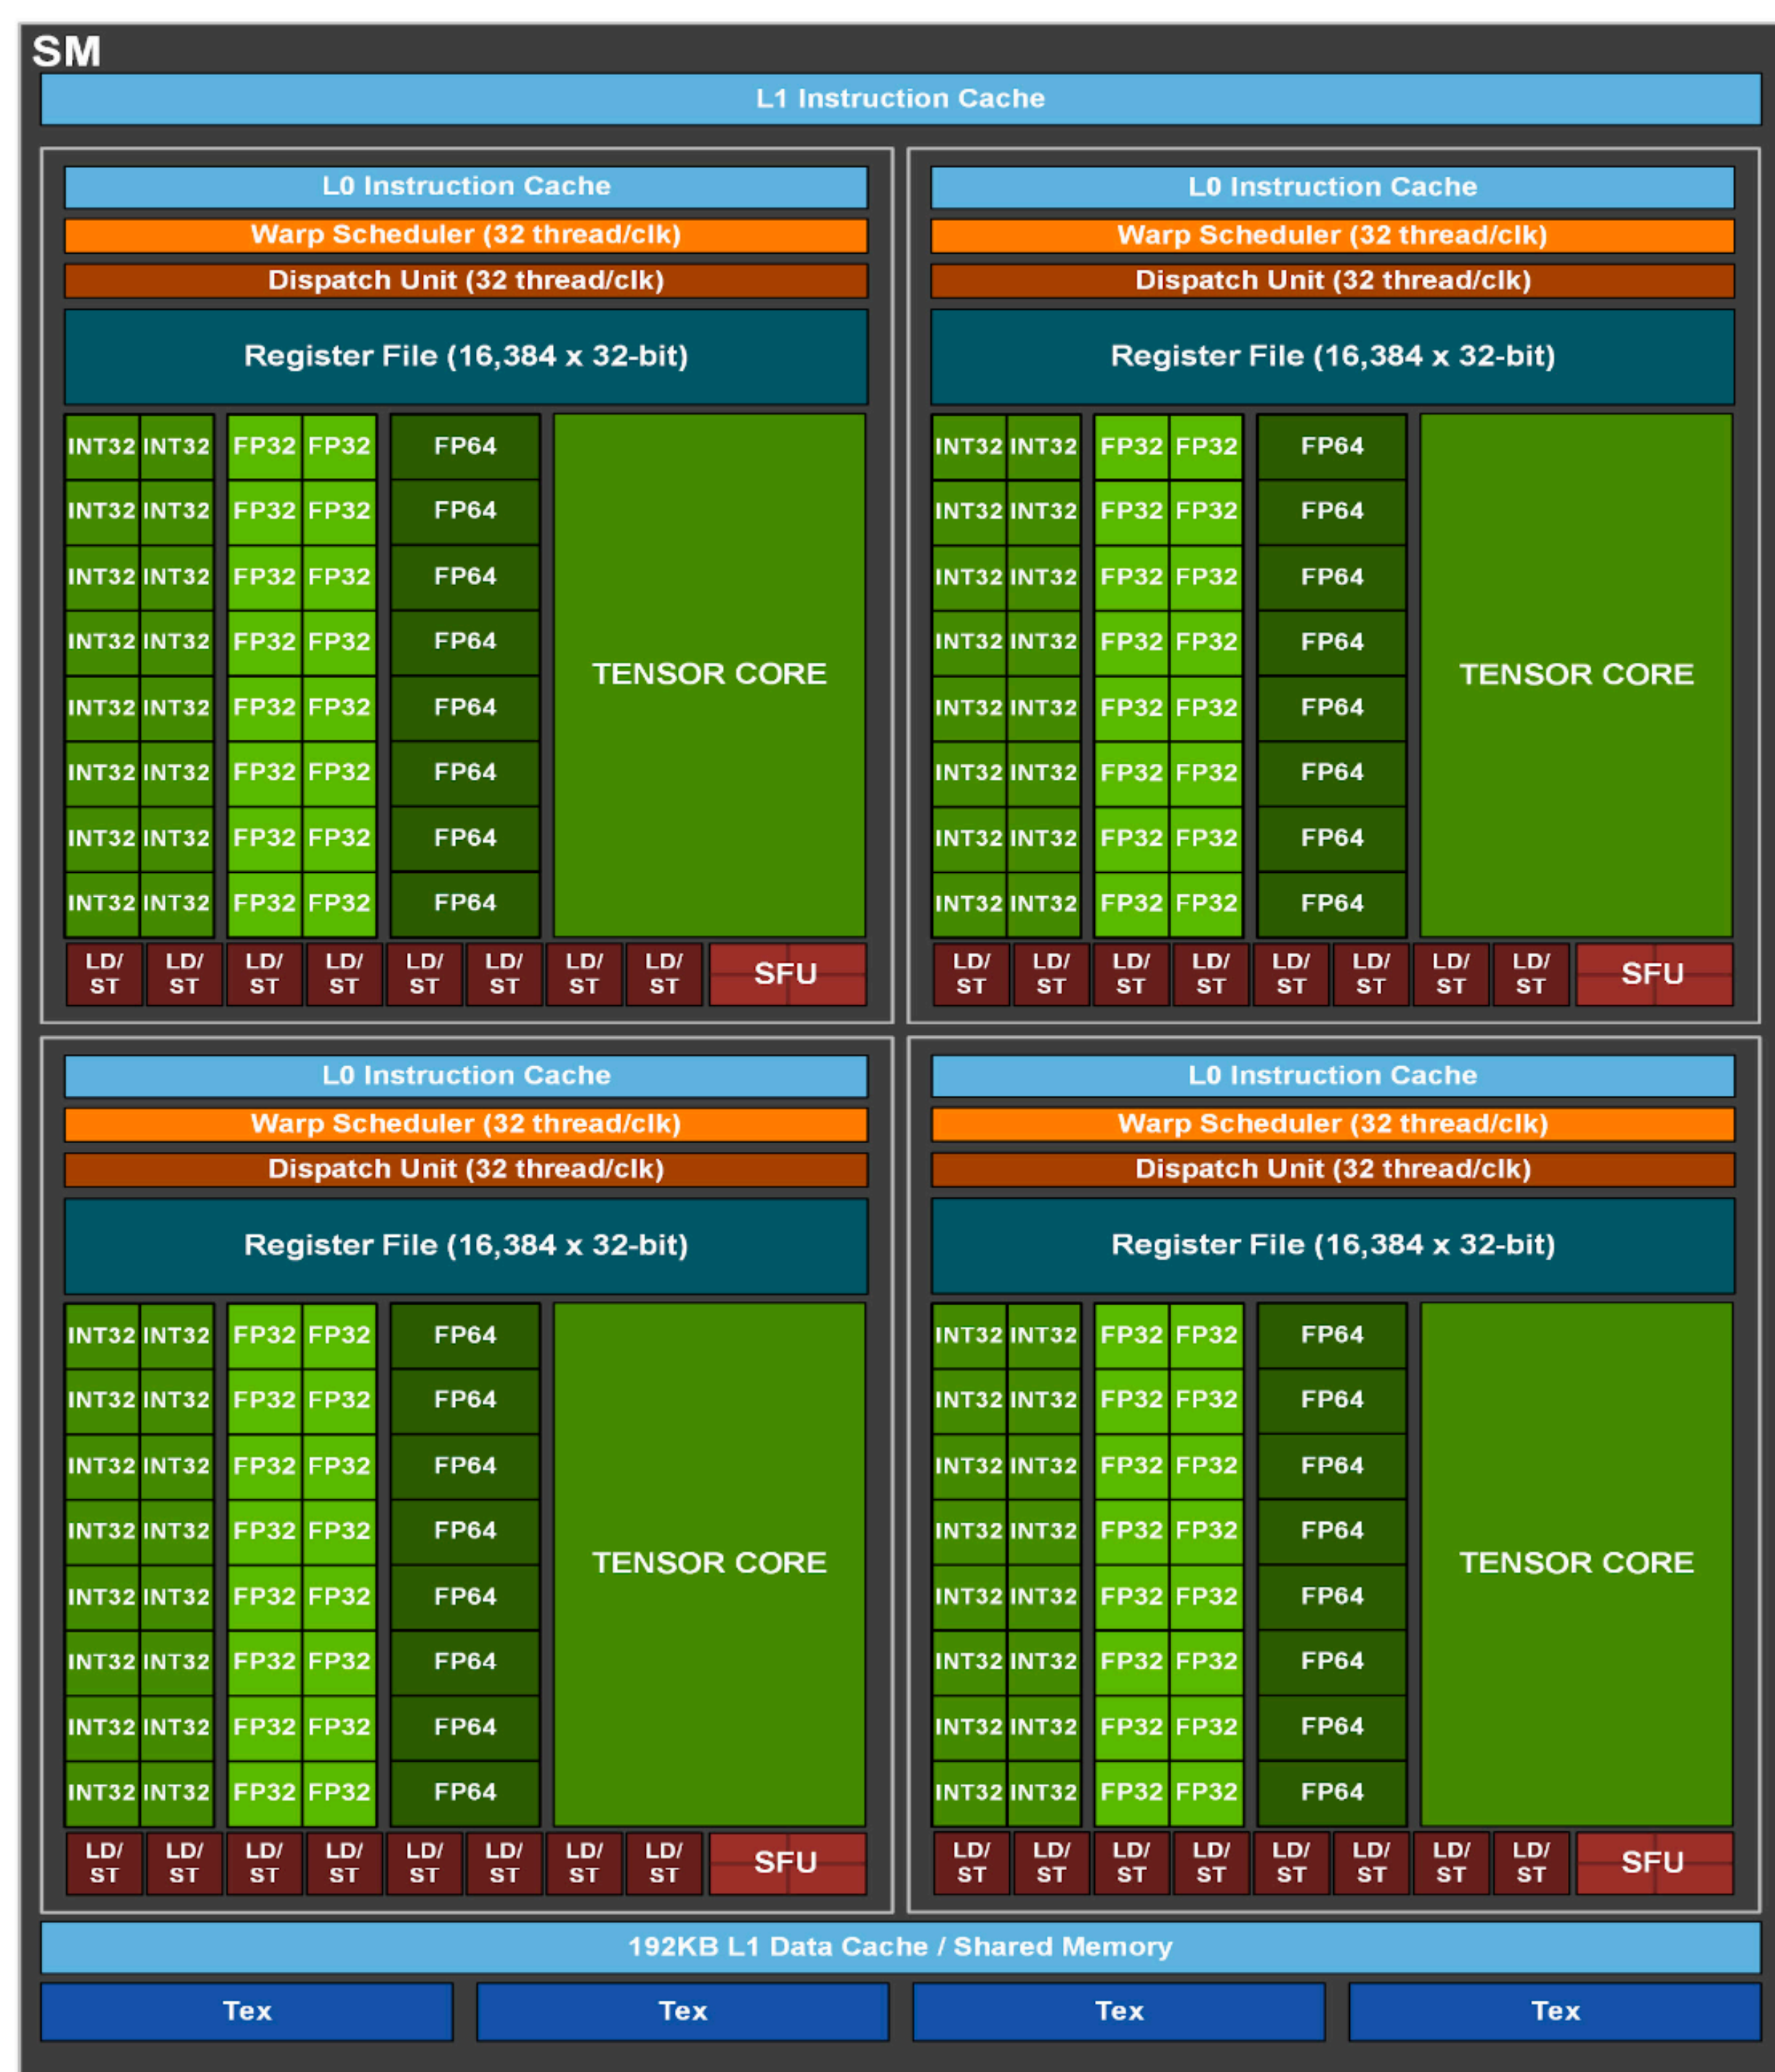 SM
L1 Instruction Cache
L0 Instruction Cache
Warp Scheduler (32 thread/clk)
Dispatch Unit (32 thread/clk)
Register File (16,384 x 32-bit)
INT32 INT32 FP32 FP32 FP64
INT32 INT32 FP32 FP32 FP64
INT32 INT32 FP32 FP32 FP64
INT32 INT32 FP32 FP32 FP64
TENSOR CORE
INT32 INT32 FP32 FP32 FP64
INT32 INT32 FP32 FP32 FP64
INT32 INT32 FP32 FP32 FP64
INT32 INT32 FP32 FP32 FP64
LD/ LD/ LD/ LD/ LD/ LD/ LD/ LD/
ST ST ST ST ST ST ST ST
SFU
L0 Instruction Cache
Warp Scheduler (32 thread/clk)
Dispatch Unit (32 thread/clk)
Register File (16,384 x 32-bit)
INT32 INT32 FP32 FP32 FP64
INT32 INT32 FP32 FP32 FP64
INT32 INT32 FP32 FP32 FP64
INT32 INT32 FP32 FP32 FP64
TENSOR CORE
INT32 INT32 FP32 FP32 FP64
INT32 INT32 FP32 FP32 FP64
INT32 INT32 FP32 FP32 FP64
INT32 INT32 FP32 FP32 FP64
LD/ LD/ LD/ LD/ LD/ LD/ LD/ LD/
ST ST ST ST ST ST ST ST
SFU
L0 Instruction Cache
Warp Scheduler (32 thread/clk)
Dispatch Unit (32 thread/clk)
Register File (16,384 x 32-bit)
INT32 INT32 FP32 FP32 FP64
INT32 INT32 FP32 FP32 FP64
INT32 INT32 FP32 FP32 FP64
INT32 INT32 FP32 FP32 FP64
TENSOR CORE
INT32 INT32 FP32 FP32 FP64
INT32 INT32 FP32 FP32 FP64
INT32 INT32 FP32 FP32 FP64
INT32 INT32 FP32 FP32 FP64
LD/ LD/ LD/ LD/ LD/ LD/ LD/ LD/
ST ST ST ST ST ST ST ST
SFU
L0 Instruction Cache
Warp Scheduler (32 thread/clk)
Dispatch Unit (32 thread/clk)
Register File (16,384 x 32-bit)
INT32 INT32 FP32 FP32 FP64
INT32 INT32 FP32 FP32 FP64
INT32 INT32 FP32 FP32 FP64
INT32 INT32 FP32 FP32 FP64
TENSOR CORE
INT32 INT32 FP32 FP32 FP64
INT32 INT32 FP32 FP32 FP64
INT32 INT32 FP32 FP32 FP64
INT32 INT32 FP32 FP32 FP64
LD/ LD/ LD/ LD/ LD/ LD/ LD/ LD/
ST ST ST ST ST ST ST ST
SFU
192KB L1 Data Cache / Shared Memory
Tex Tex Tex Tex